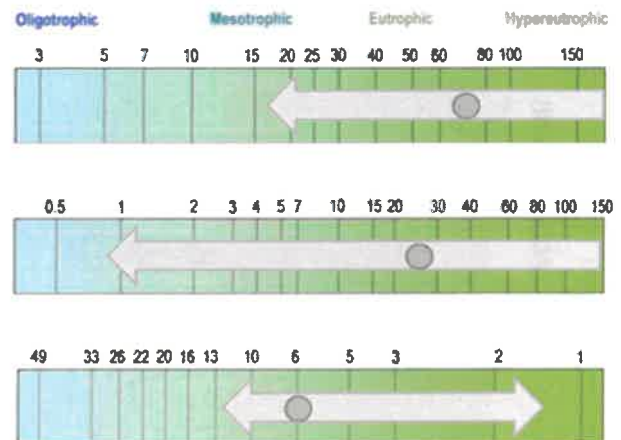 Oligotrophic Mesotrophic Eutrophic Hypereutrophic
3 5 7 10 15 20 25 30 40 50 60 80 100 150
0.5 1 2 3 4 5 7 10 15 20 30 40 60 80 100 150
49 33 26 22 20 16 13 10 6 5 3 2 1